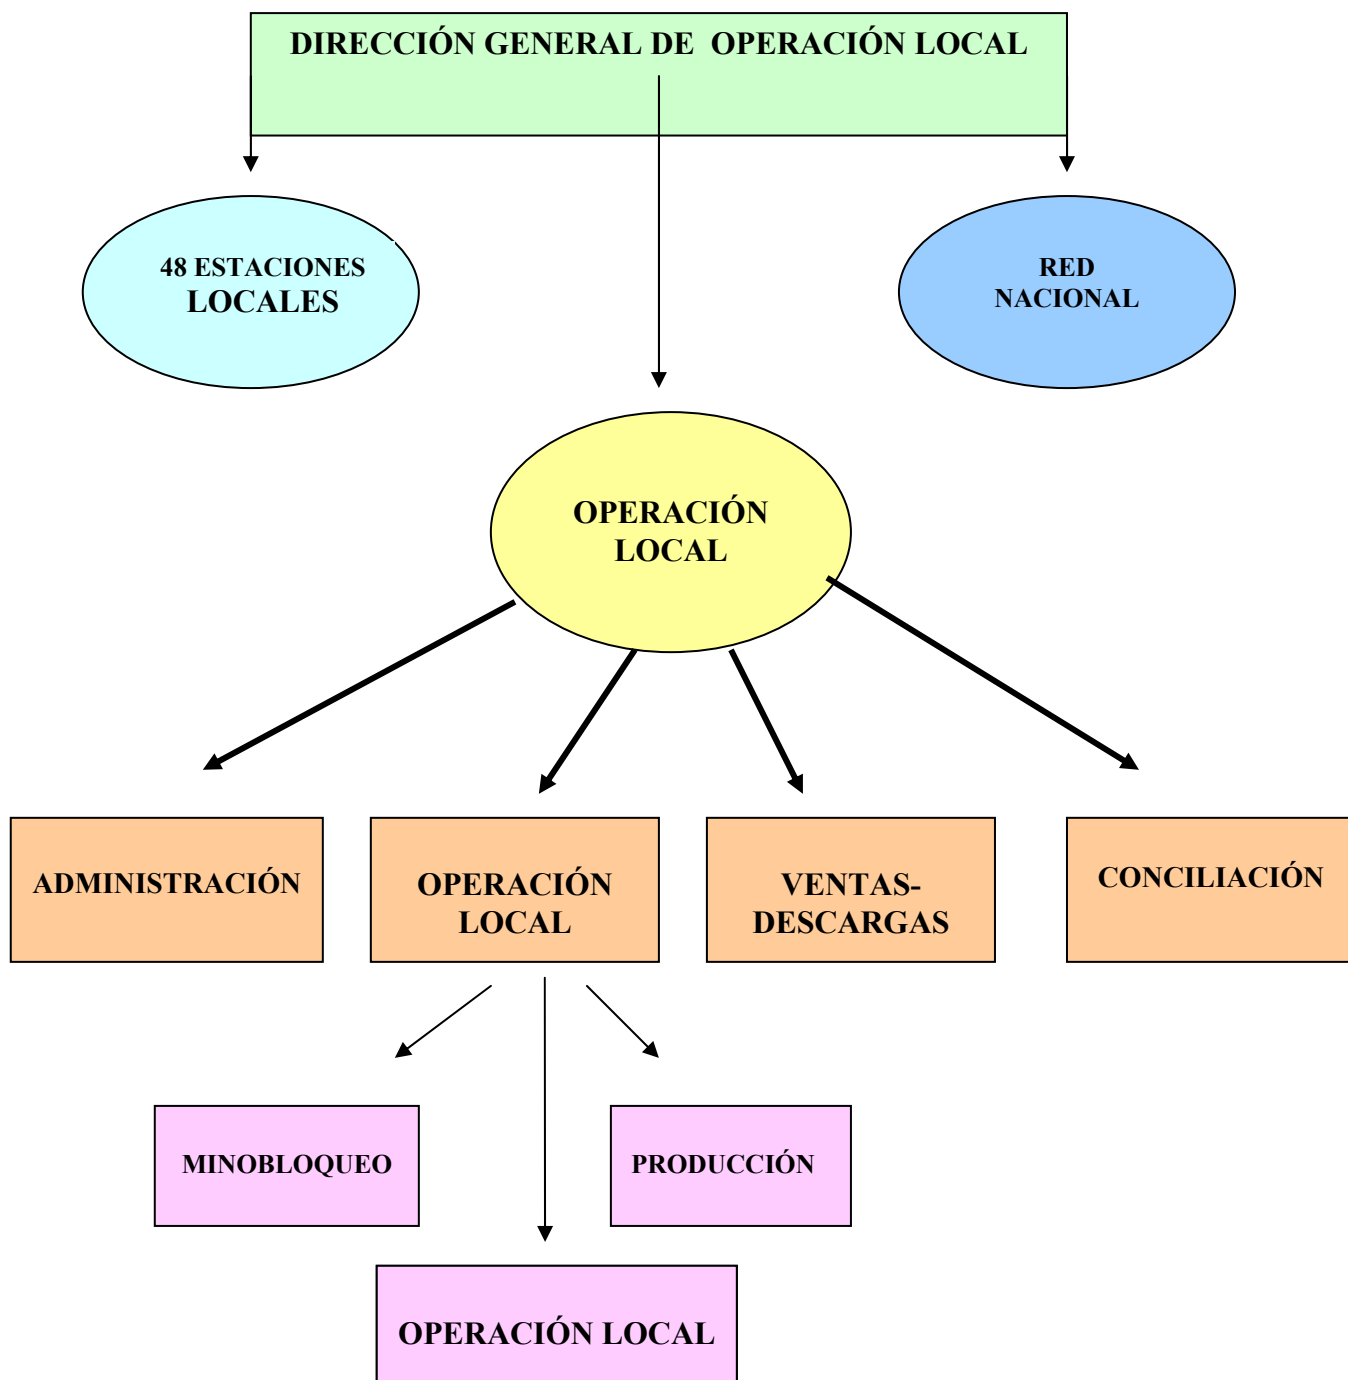 DIRECCIÓN GENERAL DE OPERACIÓN LOCAL
48 ESTACIONES
LOCALES
RED
NACIONAL
OPERACIÓN
LOCAL
ADMINISTRACIÓN
OPERACIÓN
LOCAL
VENTAS-
DESCARGAS
CONCILIACIÓN
MINOBLOQUEO
PRODUCCIÓN
OPERACIÓN LOCAL